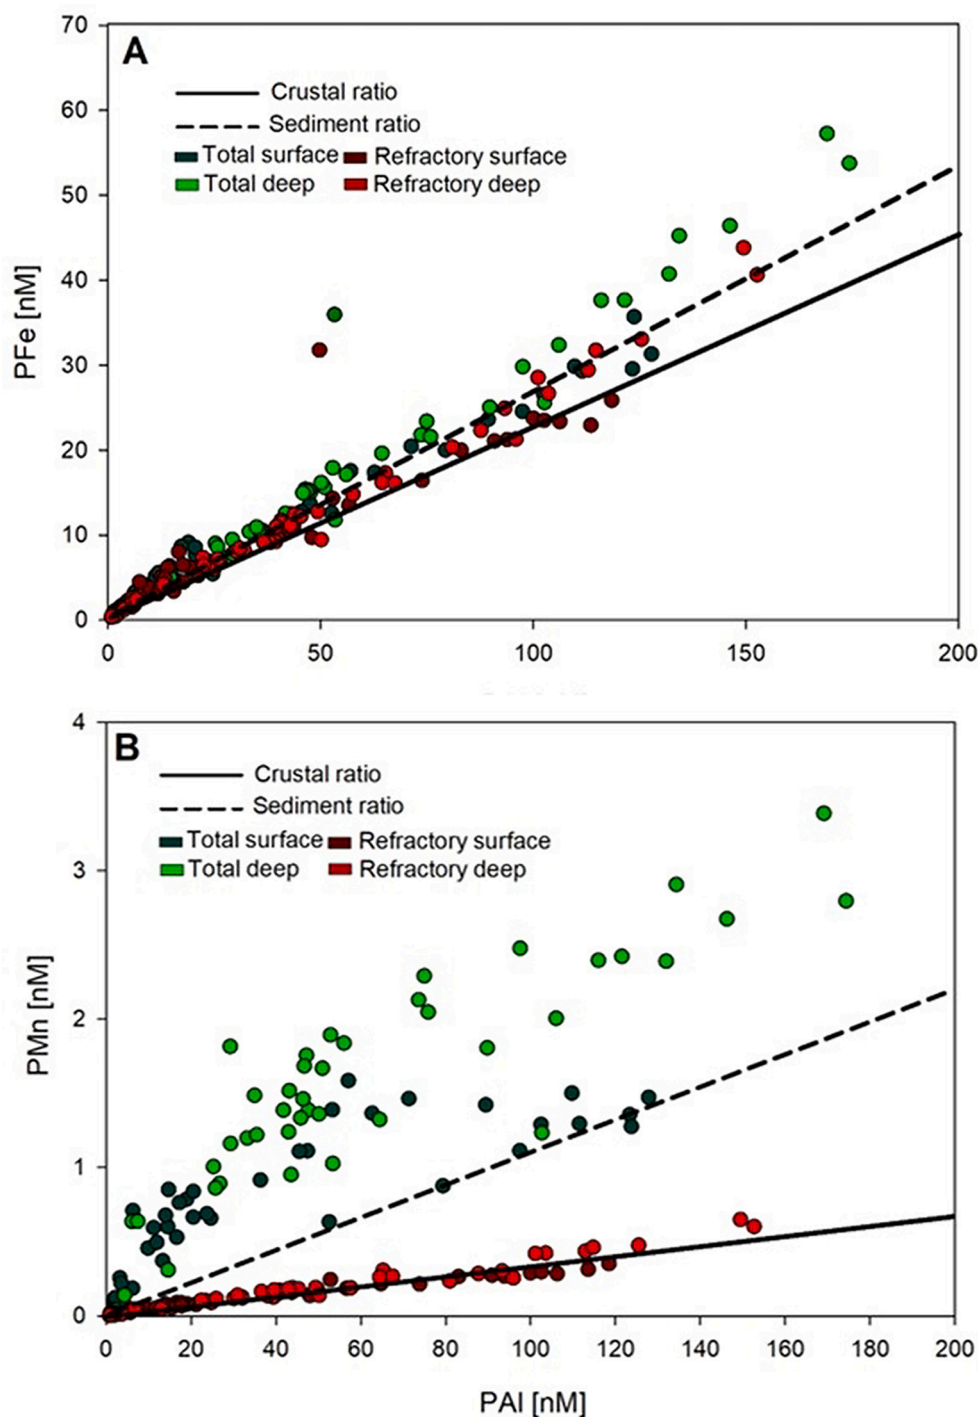 70
A
Crustal ratio
60
Sediment ratio
Total surface Refractory surface
Total deep Refractory deep
50
40
PFe [nM]
30
20
10
0
0 50 100 150 200
4
B
Crustal ratio
Sediment ratio
Total surface Refractory surface
Total deep Refractory deep
3
PMn [nM]
2
1
0
0 20 40 60 80 100 120 140 160 180 200
PAl [nM]